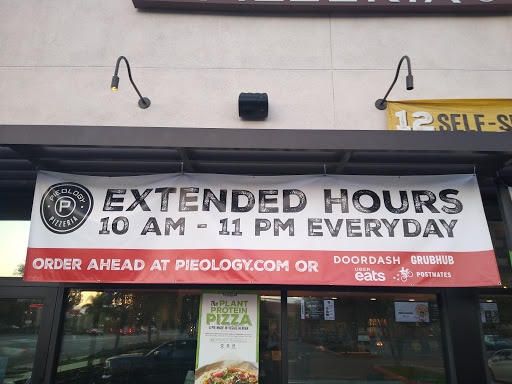 12 SELF-S
PIEOLOGY
P
PIZZERIA
EXTENDED HOURS
10 AM - 11 PM EVERYDAY
ORDER AHEAD AT PIEOLOGY.COM OR
DOORDASH GRUBHUB
UBER eats POSTMATES
The PLANT
PROTEIN
PIZZA